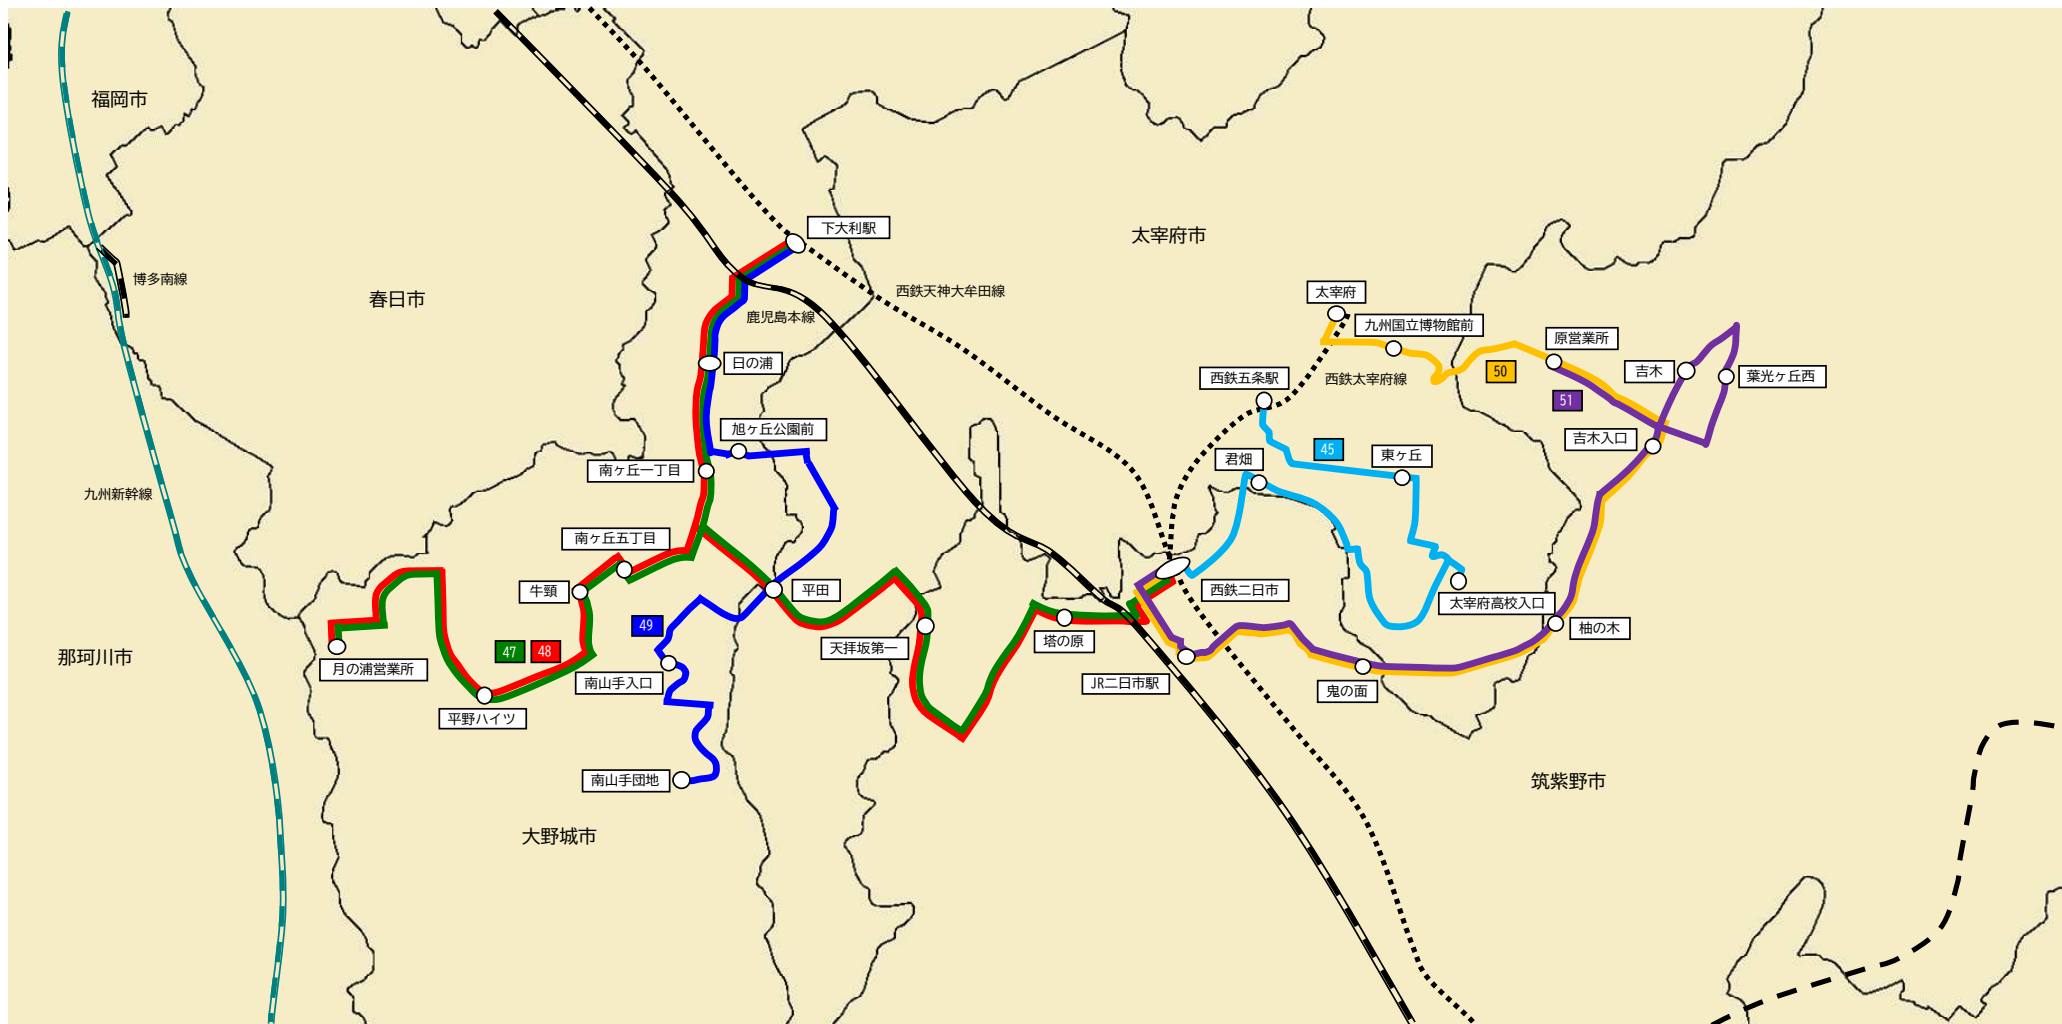 福岡市
下大利駅
太宰府市
博多南線
春日市
西鉄天神大牟田線
太宰府
鹿児島本線
九州国立博物館前
原営業所
日の浦
西鉄五条駅
西鉄太宰府線
50
吉木
葉光ヶ丘西
51
旭ヶ丘公園前
吉木入口
45
君畑
東ヶ丘
南ヶ丘一丁目
九州新幹線
南ヶ丘五丁目
牛頸
平田
西鉄二日市
太宰府高校入口
49
柚の木
塔の原
天拝坂第一
47
48
那珂川市
月の浦営業所
南山手入口
JR二日市駅
鬼の面
平野ハイツ
南山手団地
筑紫野市
大野城市